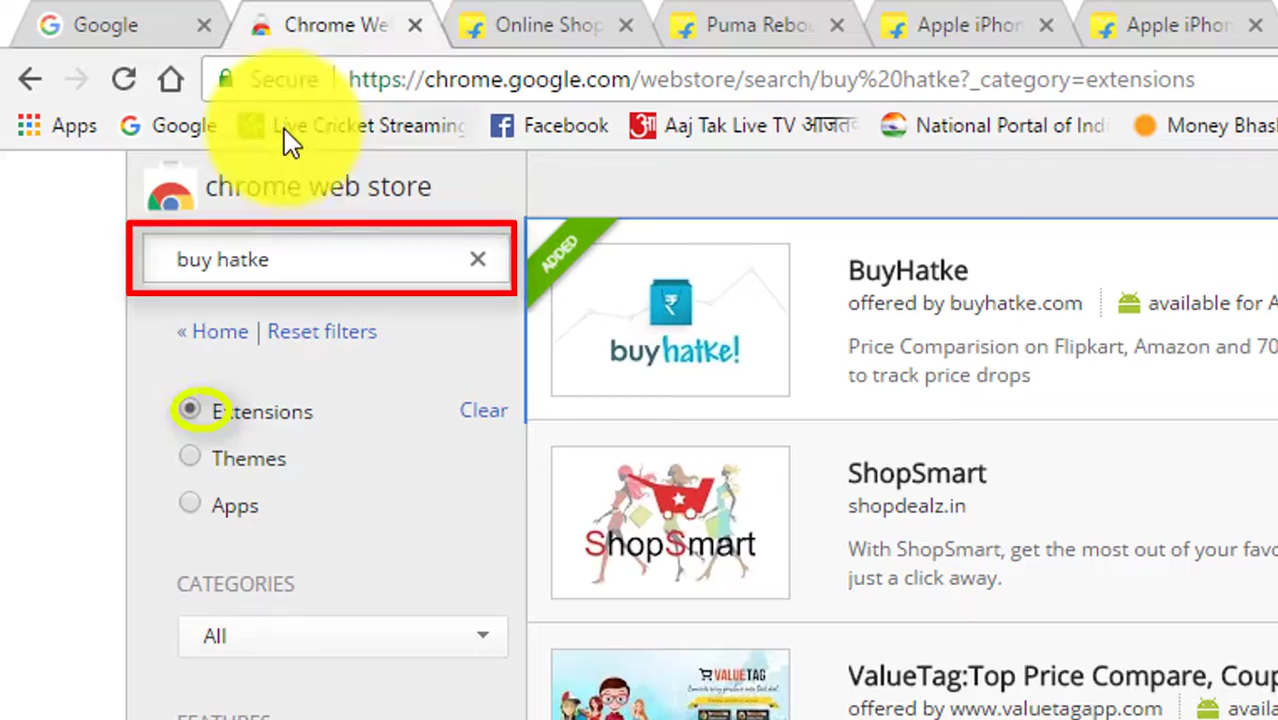 Google
Chrome We
Online Shop
Puma Rebou
Apple iPhon
Apple iPhon
Secure
https://chrome.google.com/webstore/search/buy%20hatke?_category=extensions
Apps
Google
Live Cricket Streaming
Facebook
Aaj Tak Live TV आजतक
National Portal of Indi
Money Bhask
chrome web store
buy hatke
« Home | Reset filters
Extensions
Clear
Themes
Apps
CATEGORIES
All
FEATURES
ADDED
buyhatke!
BuyHatke
offered by buyhatke.com
available for A
Price Comparision on Flipkart, Amazon and 70
to track price drops
ShopSmart
ShopSmart
shopdealz.in
With ShopSmart, get the most out of your favo
just a click away.
VALUETAG
ValueTag:Top Price Compare, Coup
offered by www.valuetagapp.com
availa